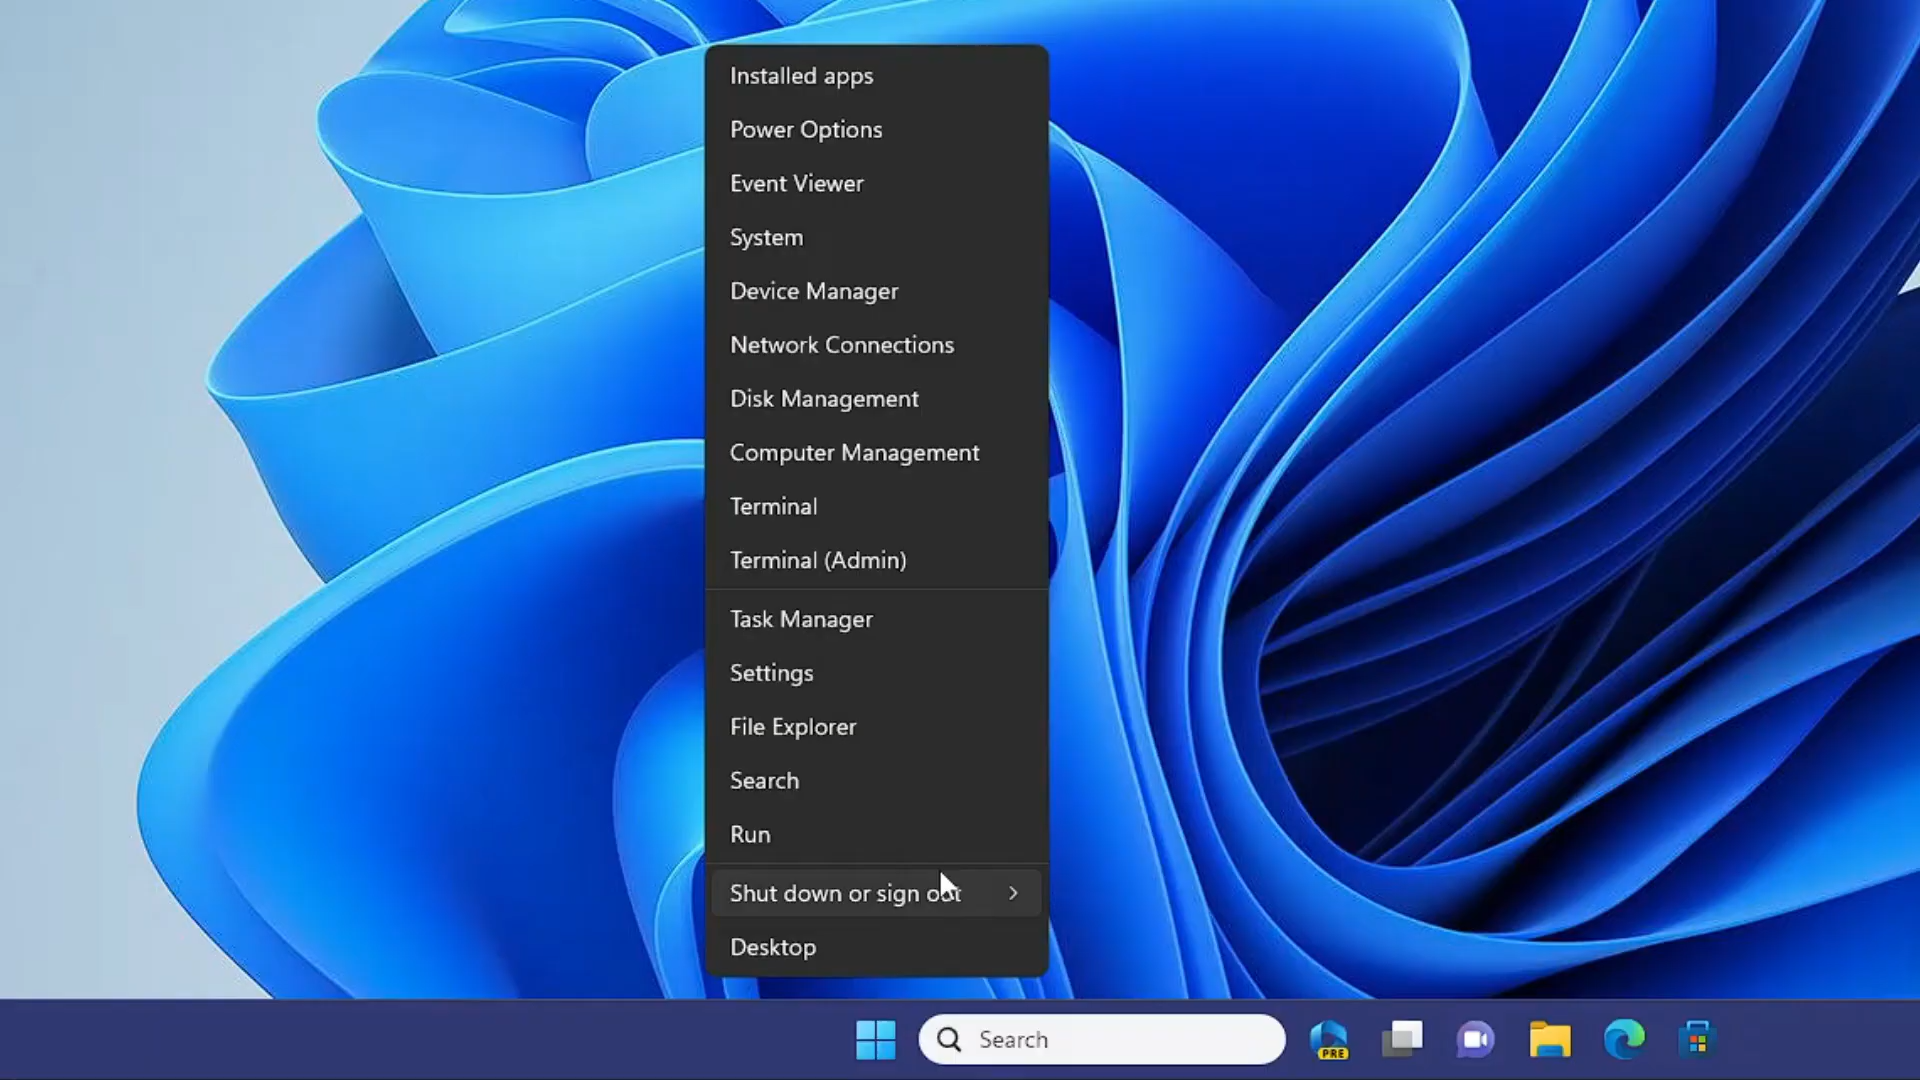 Installed apps
Power Options
Event Viewer
System
Device Manager
Network Connections
Disk Management
Computer Management
Terminal
Terminal (Admin)
Task Manager
Settings
File Explorer
Search
Run
Shut down or sign out
Desktop
Search
PRE